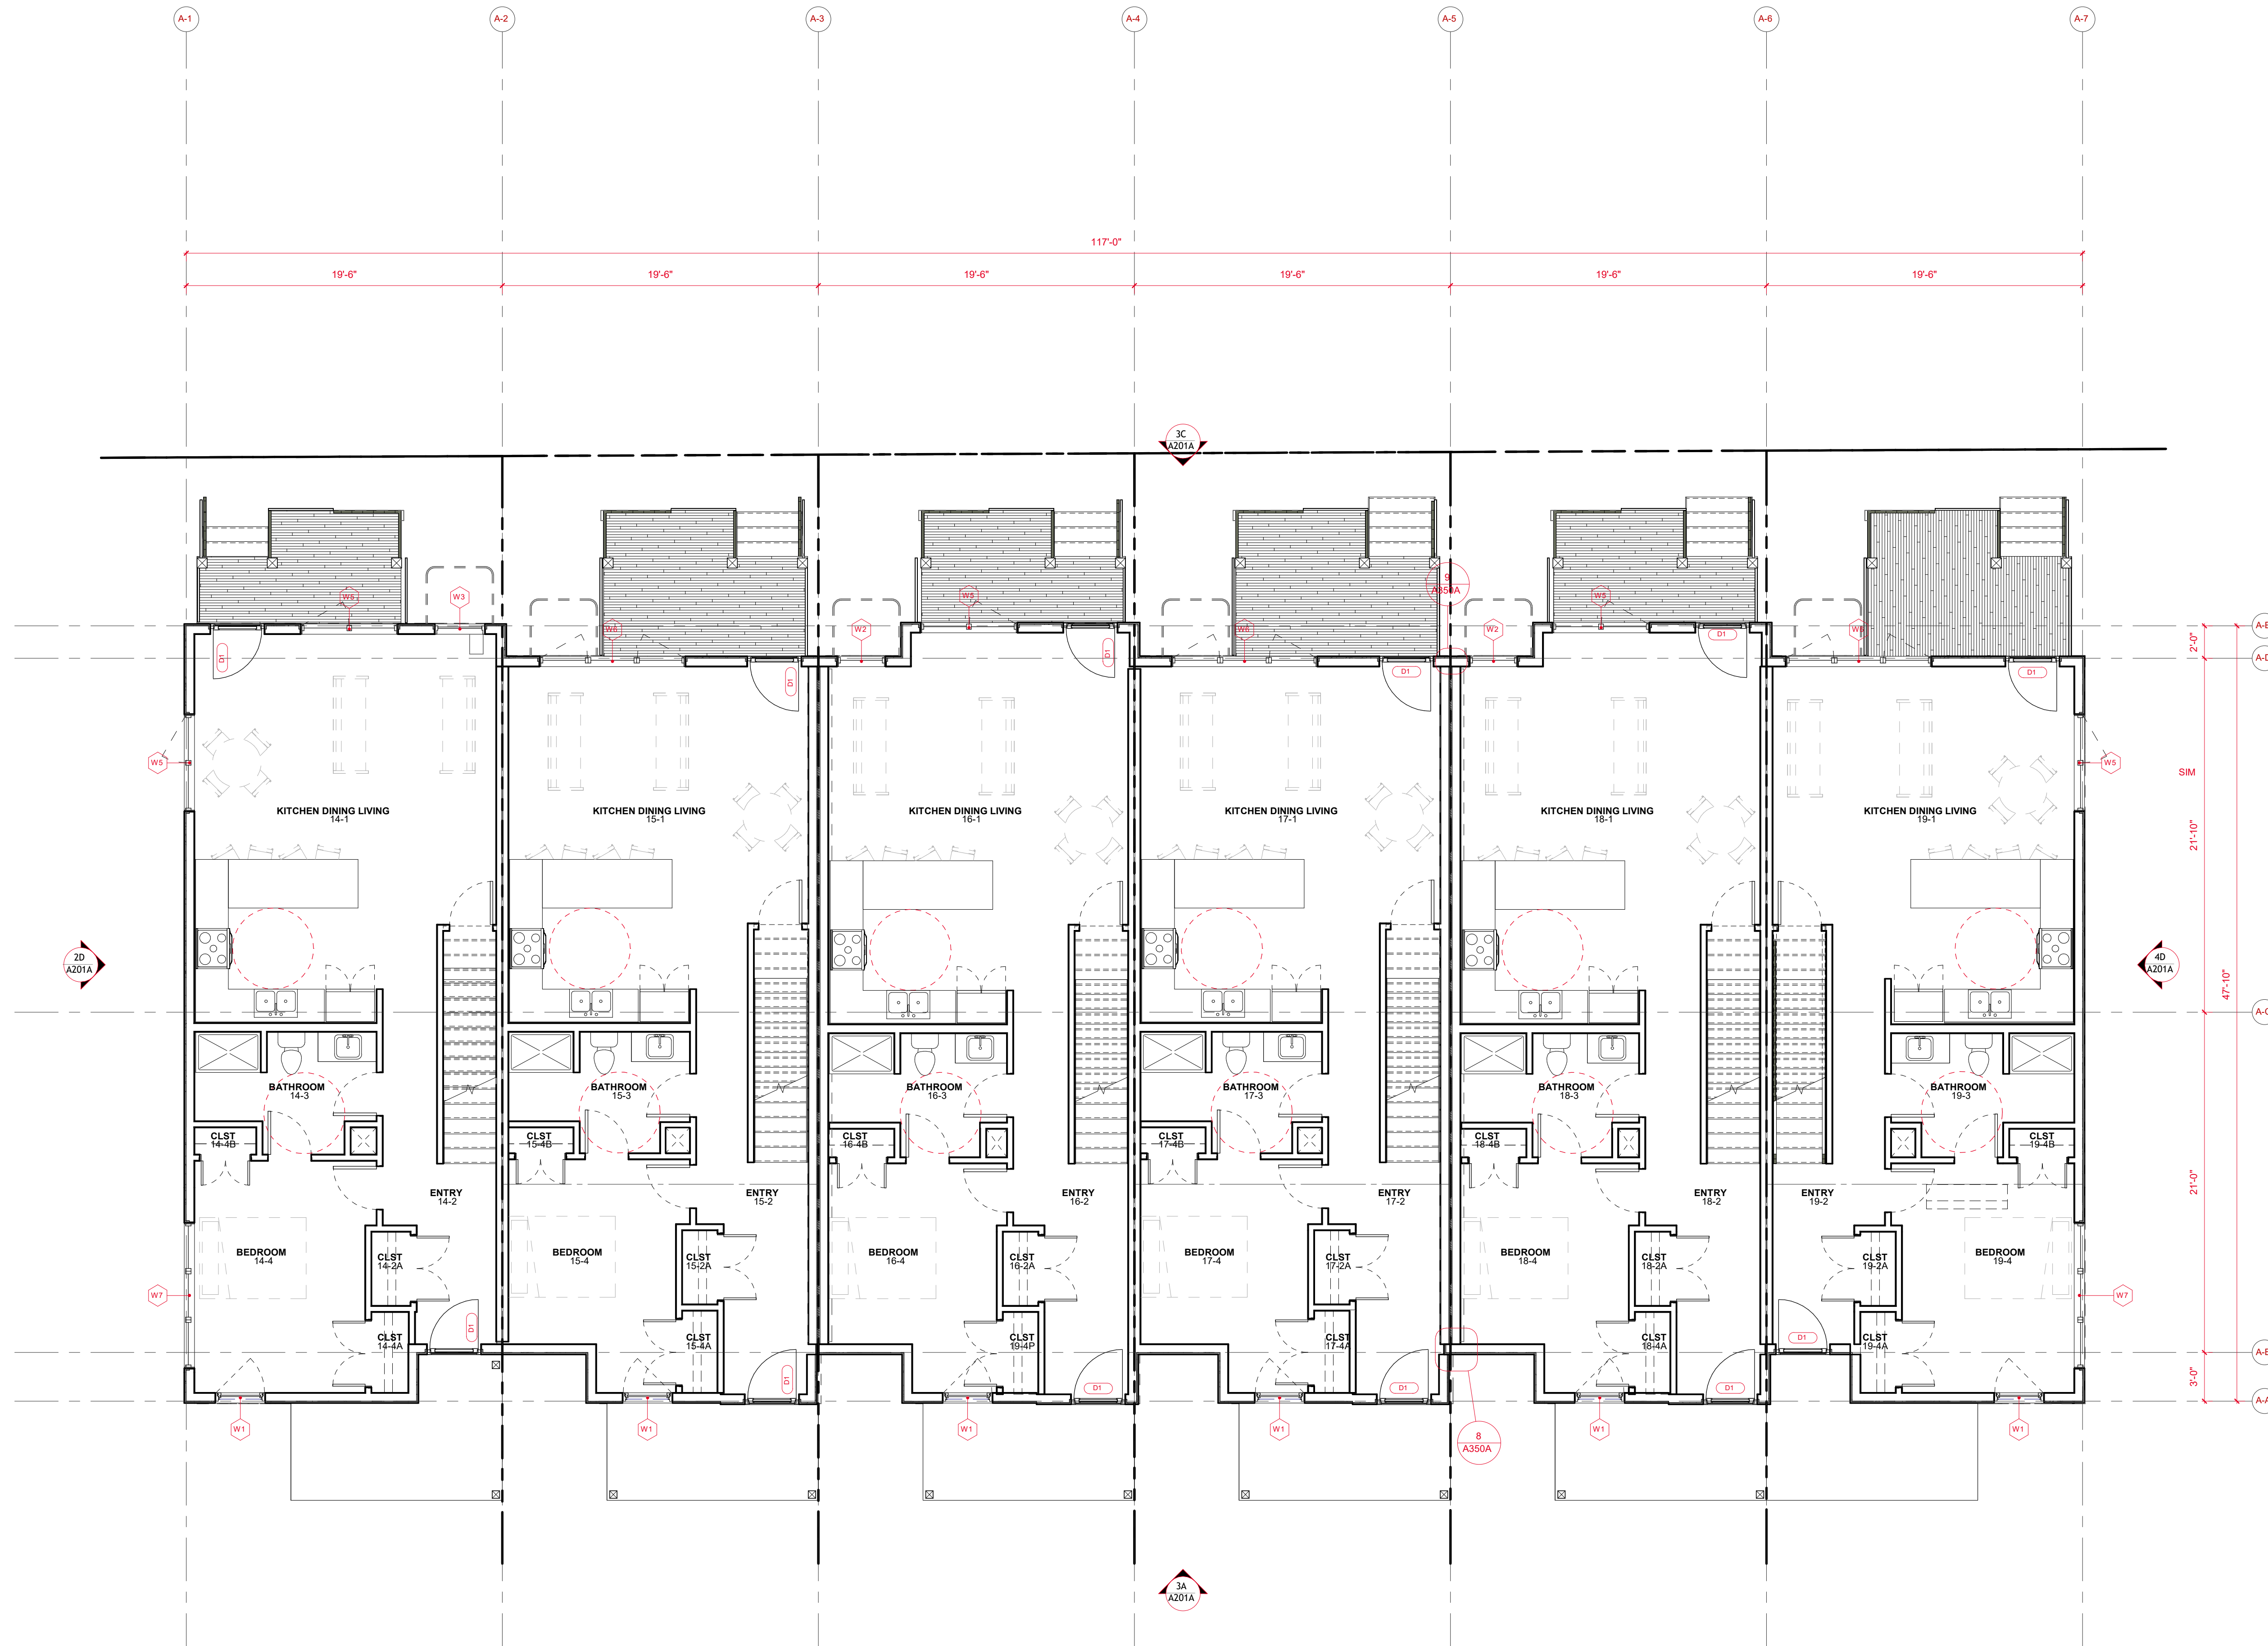 A-1 A-2 A-3 A-4 A-5 A-6 A-7
117'-0"
19'-6" 19'-6" 19'-6" 19'-6" 19'-6" 19'-6"
3C
A201A
9
W5 W3 W5 W5
W2 W2
D1 D1 D1 D1 D1 D1
2'-0"
W5 W5
SIM
KITCHEN DINING LIVING KITCHEN DINING LIVING KITCHEN DINING LIVING KITCHEN DINING LIVING KITCHEN DINING LIVING KITCHEN DINING LIVING
14-1 15-1 16-1 17-1 18-1 19-1
21'-10"
2D
A201A
4D
A201A
47'-10"
BATHROOM BATHROOM BATHROOM BATHROOM BATHROOM BATHROOM
14-3 15-3 16-3 17-3 18-3 19-3
CLST CLST CLST CLST CLST CLST
14-4B 15-4B 16-4B 17-4B 18-4B 19-4B
21'-0"
ENTRY ENTRY ENTRY ENTRY ENTRY ENTRY
14-2 15-2 16-2 17-2 18-2 19-2
BEDROOM BEDROOM BEDROOM BEDROOM BEDROOM BEDROOM
14-4 15-4 16-4 17-4 18-4 19-4
CLST CLST CLST CLST CLST CLST
14-2A 15-2A 16-2A 17-2A 18-2A 19-2A
W7 W7
CLST CLST CLST CLST CLST CLST
14-4A 15-4A 19-4P 17-4A 18-4A 19-4A
D1 D1 D1 D1 D1 D1
3'-0"
W1 W1 W1 W1 W1 W1
8
A350A
3A
A201A